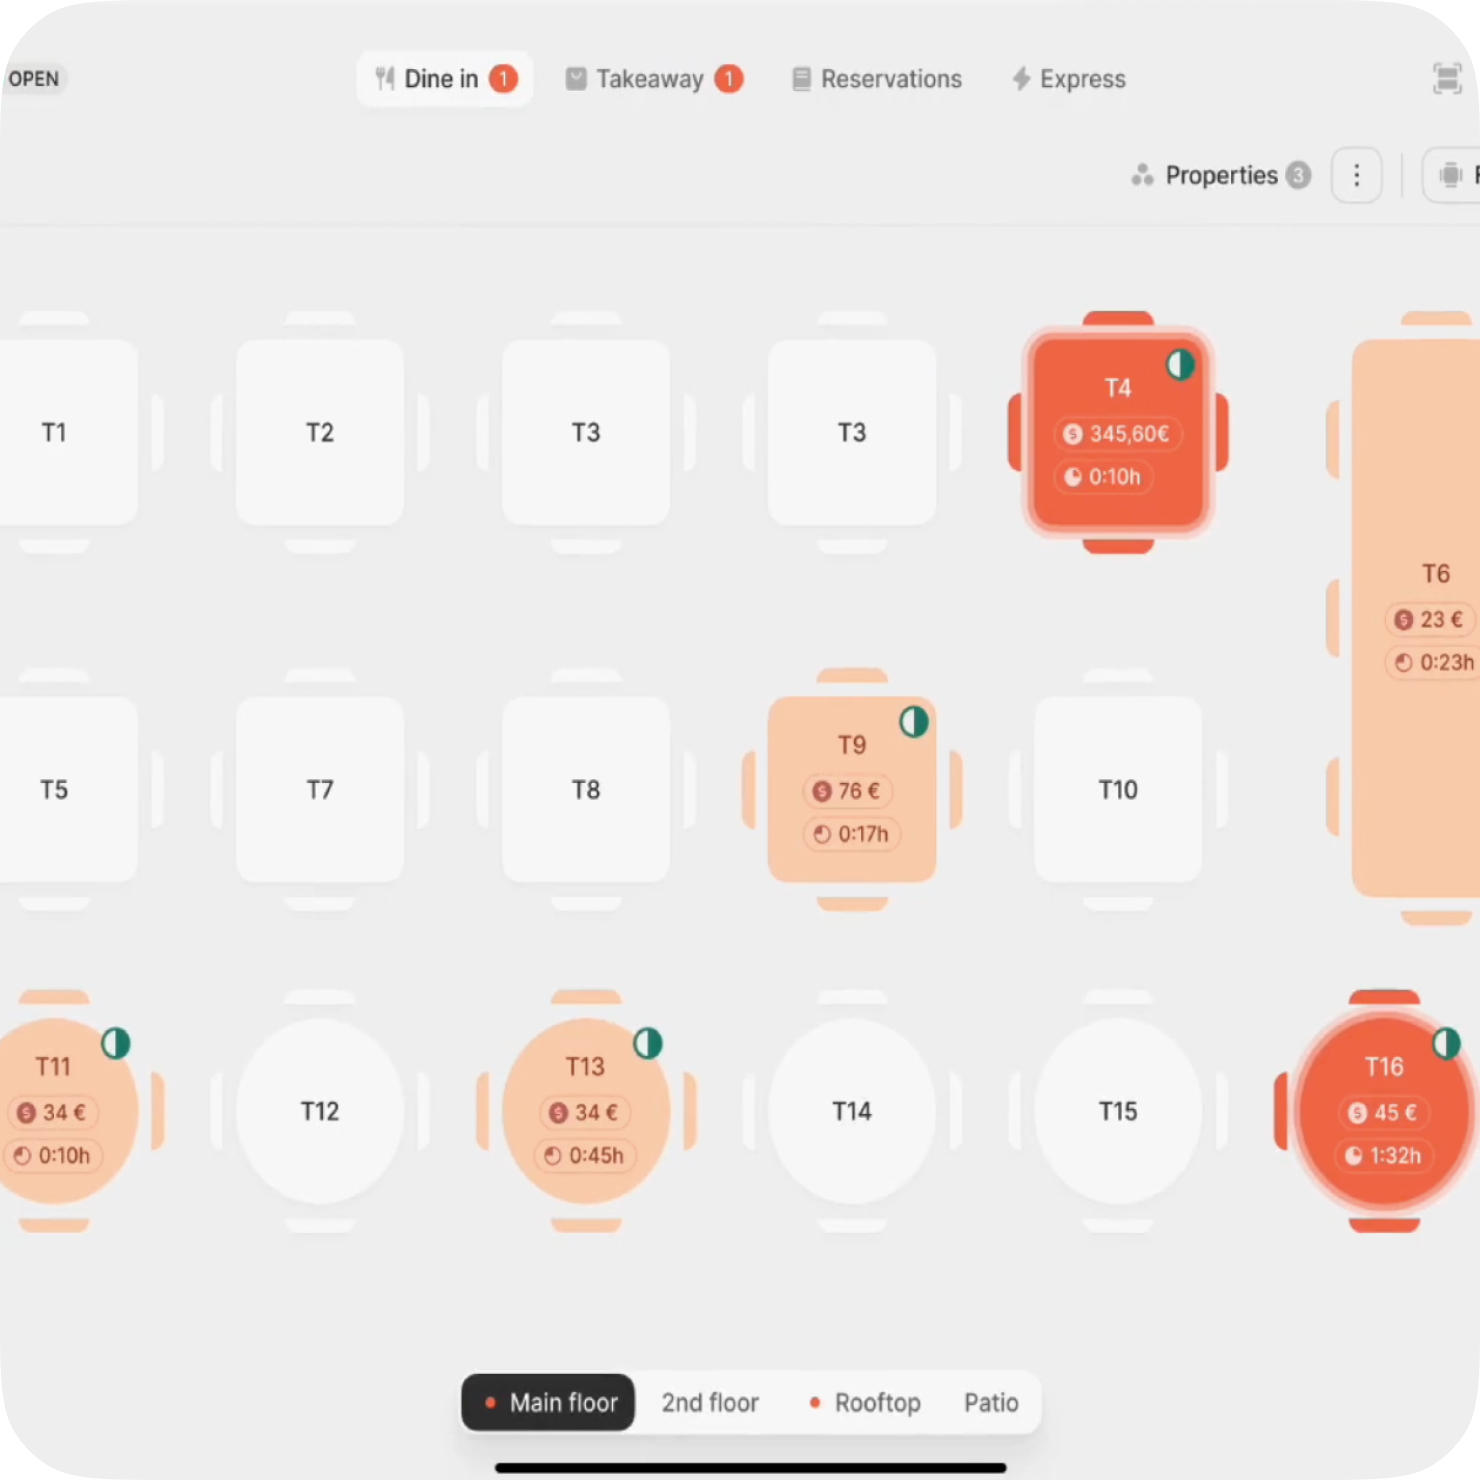 OPEN
Dine in 1
Takeaway 1
Reservations
Express
Properties 3
T1
T2
T3
T3
T4
$ 345,60€
0:10h
T6
$ 23 €
0:23h
T5
T7
T8
T9
$ 76 €
0:17h
T10
T11
$ 34 €
0:10h
T12
T13
$ 34 €
0:45h
T14
T15
T16
$ 45 €
1:32h
Main floor
2nd floor
Rooftop
Patio